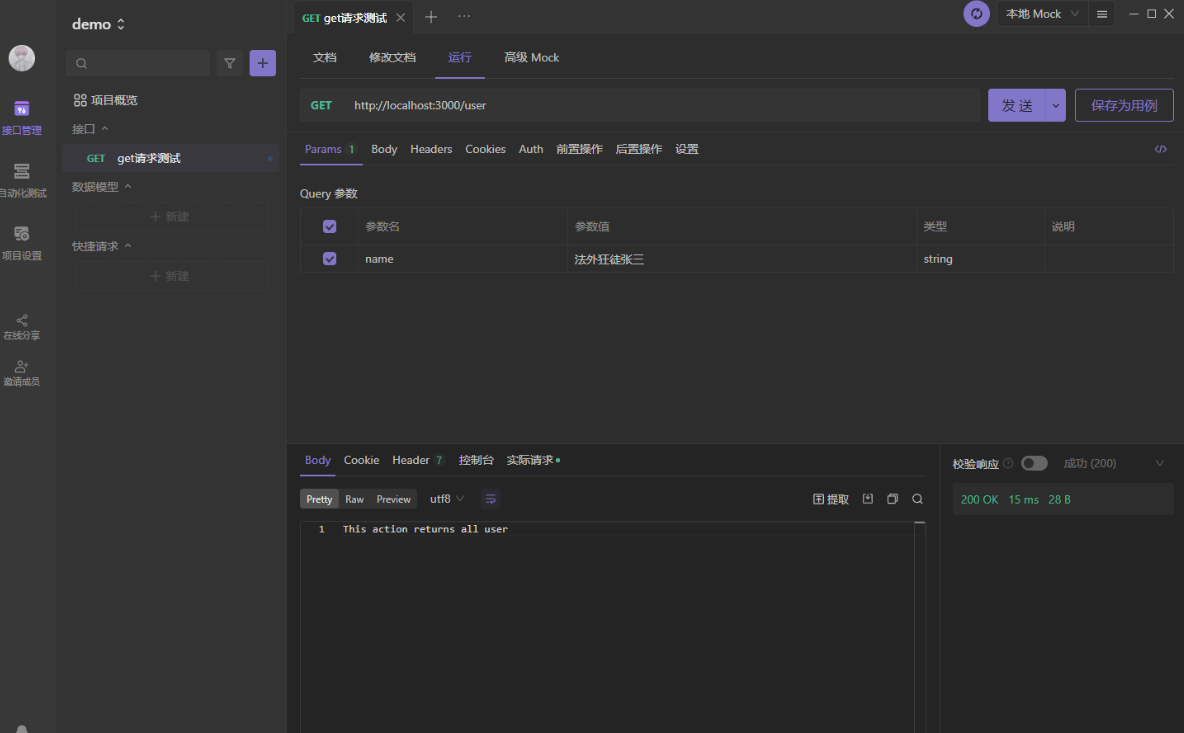 demo
项目概览
接口
GET get请求测试
数据模型
+ 新建
快捷请求
+ 新建
接口管理
自动化测试
项目设置
在线分享
邀请成员
GET get请求测试
本地 Mock
文档 修改文档 运行 高级 Mock
GET http://localhost:3000/user
发 送 保存为用例
Params 1 Body Headers Cookies Auth 前置操作 后置操作 设置
Query 参数
参数名 参数值 类型 说明
name 法外狂徒张三 string
Body Cookie Header 7 控制台 实际请求
Pretty Raw Preview utf8
提取
1 This action returns all user
校验响应 成功 (200)
200 OK 15 ms 28 B